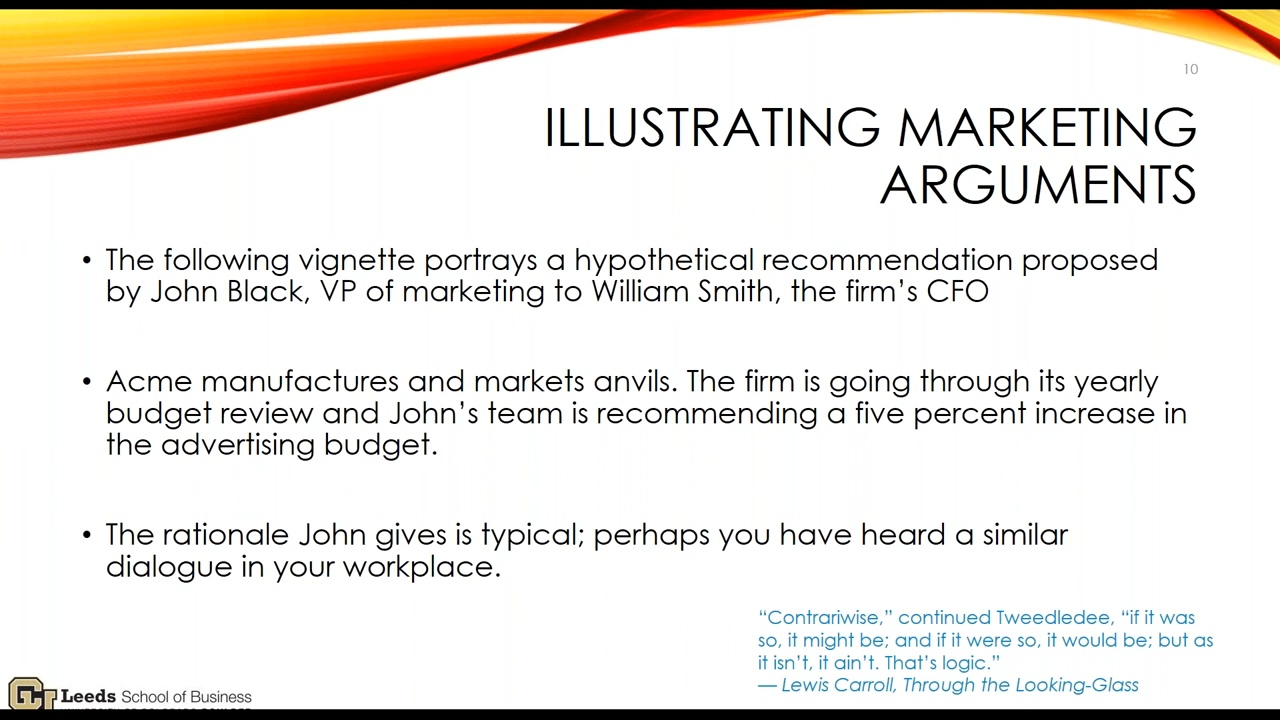 10
ILLUSTRATING MARKETING
ARGUMENTS
• The following vignette portrays a hypothetical recommendation proposed
by John Black, VP of marketing to William Smith, the firm’s CFO
• Acme manufactures and markets anvils. The firm is going through its yearly
budget review and John’s team is recommending a five percent increase in
the advertising budget.
• The rationale John gives is typical; perhaps you have heard a similar
dialogue in your workplace.
“Contrariwise,” continued Tweedledee, “if it was
so, it might be; and if it were so, it would be; but as
it isn’t, it ain’t. That’s logic.”
— Lewis Carroll, Through the Looking-Glass
CU Leeds School of Business